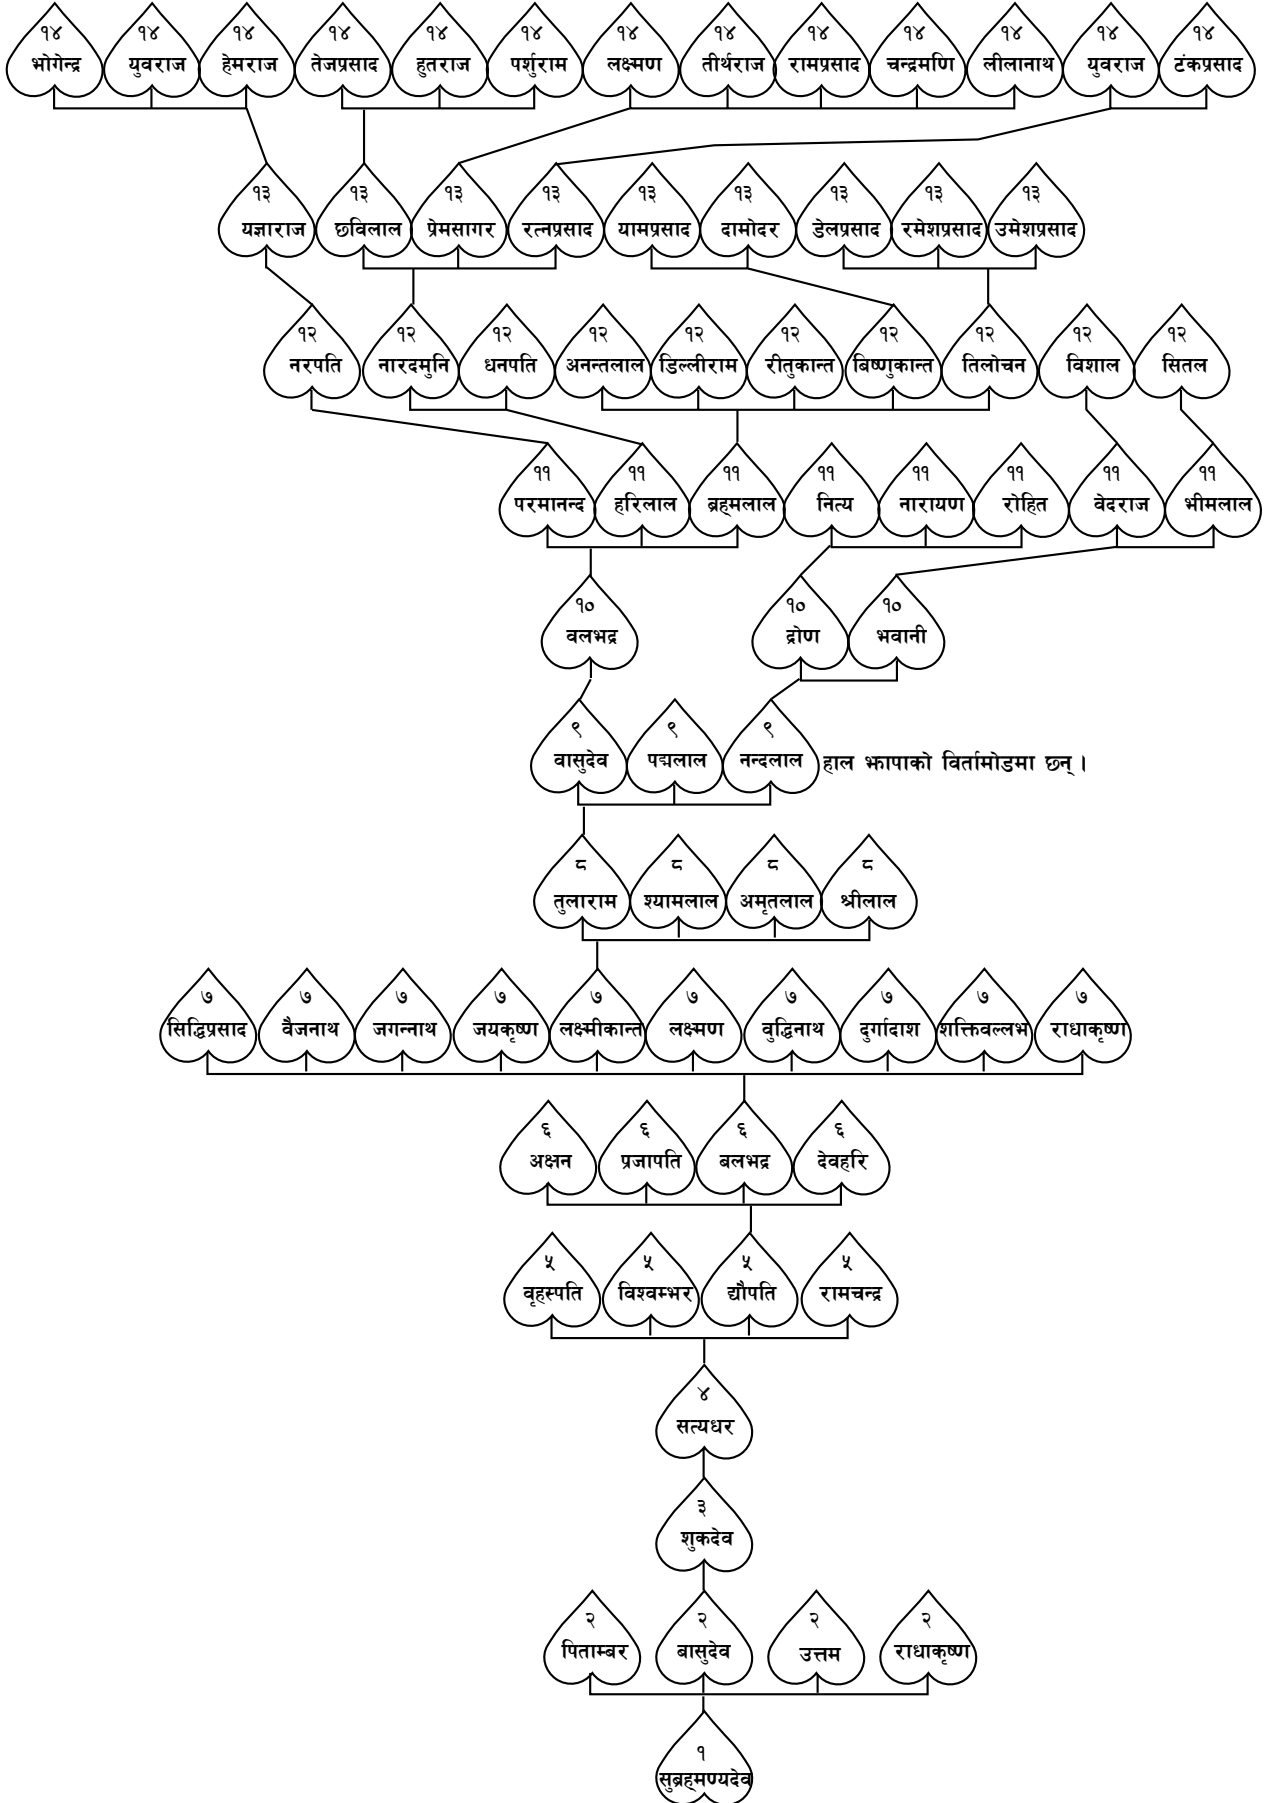 १४ १४ १४ १४ १४ १४ १४ १४ १४ १४ १४ १४ १४
भोगेन्द्र युवराज हेमराज तेजप्रसाद हुतराज पर्शुराम लक्ष्मण तीर्थराज रामप्रसाद चन्द्रमणि लीलानाथ युवराज टंकप्रसाद
१३ १३ १३ १३ १३ १३ १३ १३ १३
यज्ञाराज छविलाल प्रेमसागर रत्नप्रसाद यामप्रसाद दामोदर डेलप्रसाद रमेशप्रसाद उमेशप्रसाद
१२ १२ १२ १२ १२ १२ १२ १२ १२ १२
नरपति नारदमुनि धनपति अनन्तलाल डिल्लीराम रीतुकान्त बिष्णुकान्त तिलोचन विशाल सितल
११ ११ ११ ११ ११ ११ ११ ११
परमानन्द हरिलाल ब्रह्मलाल नित्य नारायण रोहित वेदराज भीमलाल
१० १० १०
वलभद्र द्रोण भवानी
९ ९ ९
वासुदेव पद्मलाल नन्दलाल हाल झापाको विर्तामोडमा छन् ।
८ ८ ८ ८
तुलाराम श्यामलाल अमृतलाल श्रीलाल
७ ७ ७ ७ ७ ७ ७ ७ ७ ७
सिद्धिप्रसाद वैजनाथ जगन्नाथ जयकृष्ण लक्ष्मीकान्त लक्ष्मण वुद्धिनाथ दुर्गादाश शक्तिवल्लभ राधाकृष्ण
६ ६ ६ ६
अक्षन प्रजापति बलभद्र देवहरि
५ ५ ५ ५
वृहस्पति विश्वम्भर द्यौपति रामचन्द्र
४
सत्यधर
३
शुकदेव
२ २ २ २
पिताम्बर बासुदेव उत्तम राधाकृष्ण
१
सुब्रह्मण्यदेव